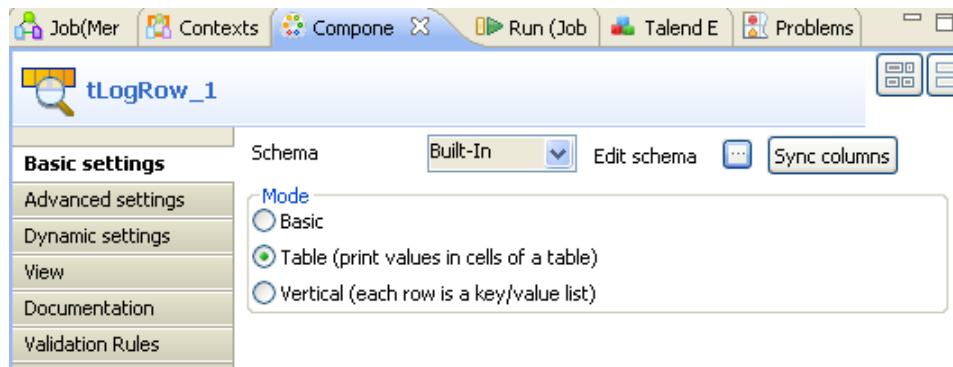 Job(Mer Contexts Compone Run (Job Talend E Problems
tLogRow_1
Basic settings
Advanced settings
Dynamic settings
View
Documentation
Validation Rules
Schema Built-In Edit schema ... Sync columns
Mode
Basic
Table (print values in cells of a table)
Vertical (each row is a key/value list)